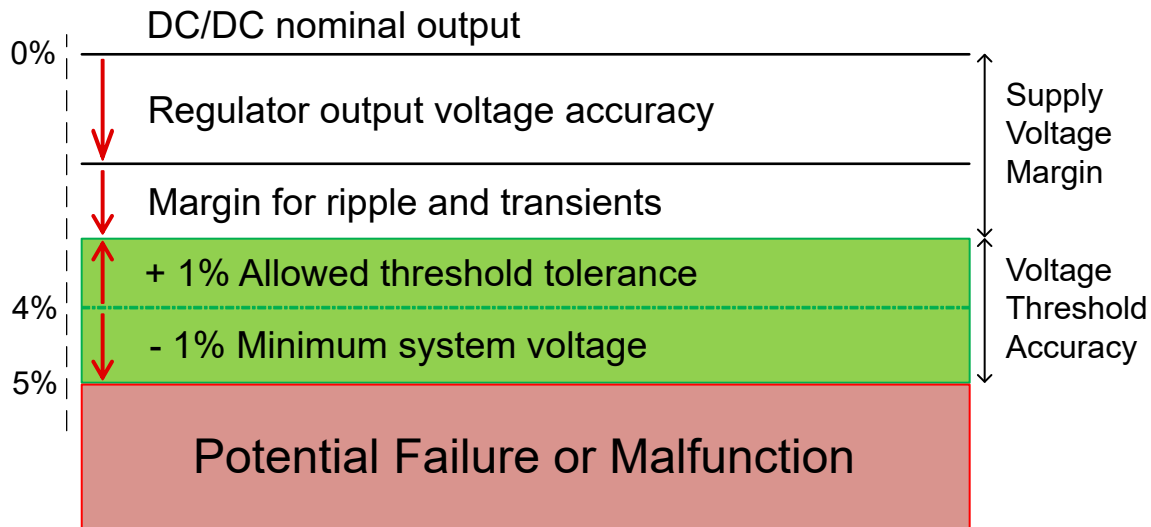 DC/DC nominal output
0%
Regulator output voltage accuracy
Supply
Voltage
Margin
Margin for ripple and transients
+ 1% Allowed threshold tolerance
4%
- 1% Minimum system voltage
Voltage
Threshold
Accuracy
5%
Potential Failure or Malfunction